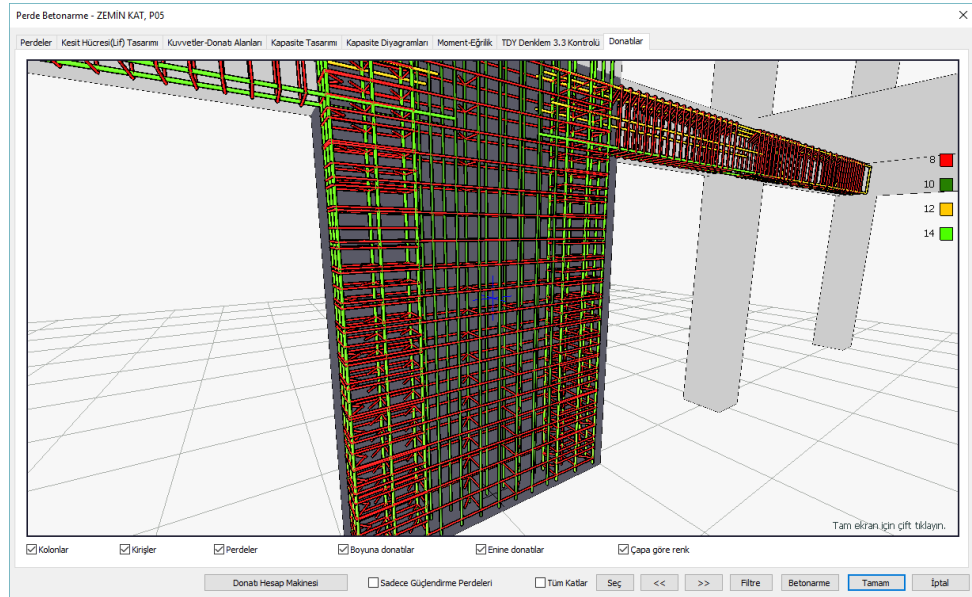 Perde Betonarme - ZEMİN KAT, P05
Perdeler Kesit Hücresi(Lif) Tasarımı Kuvvetler-Donatı Alanları Kapasite Tasarımı Kapasite Diyagramları Moment-Eğrilik TDY Denklem 3.3 Kontrolü Donatılar
8
10
12
14
Tam ekran için çift tıklayın.
Kolonlar Kirişler Perdeler Boyuna donatılar Enine donatılar Çapa göre renk
Donatı Hesap Makinesi Sadece Güçlendirme Perdeleri Tüm Katlar Seç << >> Filtre Betonarme Tamam İptal